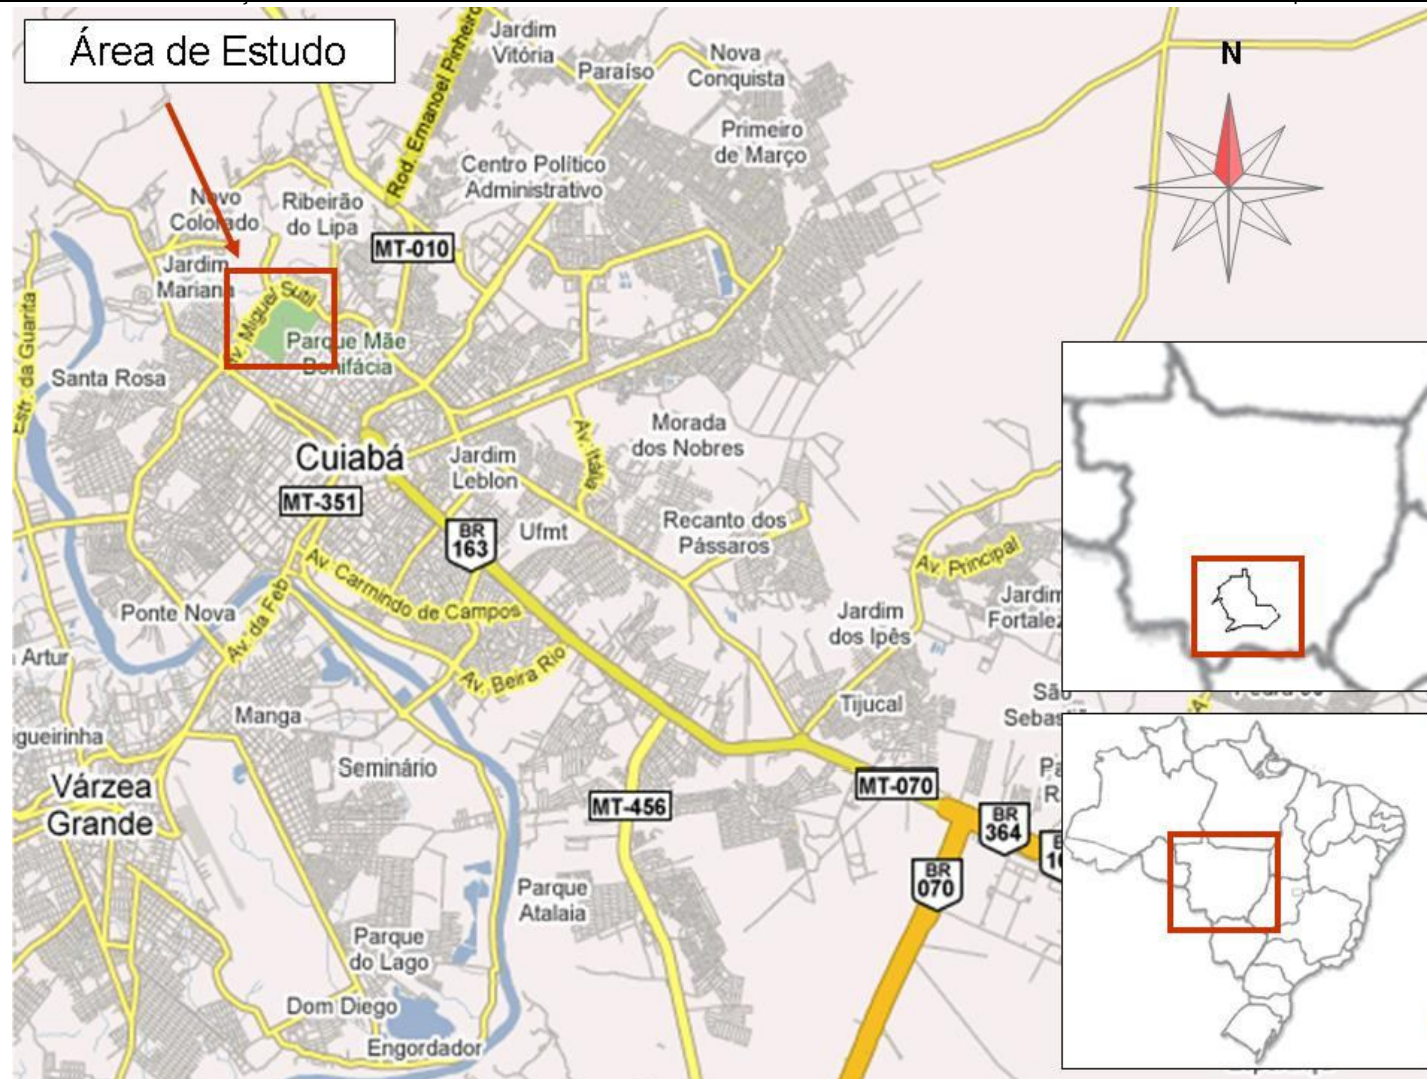 Área de Estudo
N
Jardim
Vitória
Paraíso
Nova
Conquista
Rod. Emanoel Pinheiro
Primeiro
de Março
Centro Político
Administrativo
Novo
Colorado
Ribeirão
do Lipa
MT-010
Jardim
Mariana
Av. Miguel Sutil
Parque Mãe
Bonifácia
Estr. da Guarita
Santa Rosa
Cuiabá
MT-351
Jardim
Leblon
Av. Itália
Morada
dos Nobres
BR
163
Ufmt
Recanto dos
Pássaros
Av. Principal
Av. Carmindo de Campos
Ponte Nova
Av. da Feb
Jardim
dos Ipês
Jardim
Fortalez
Artur
Av. Beira Rio
Tijucal
São
Sebas
Manga
gueirinha
Seminário
Várzea
Grande
MT-456
MT-070
BR
364
BR
070
Parque
Atalaia
Parque
do Lago
Dom Diego
Engordador